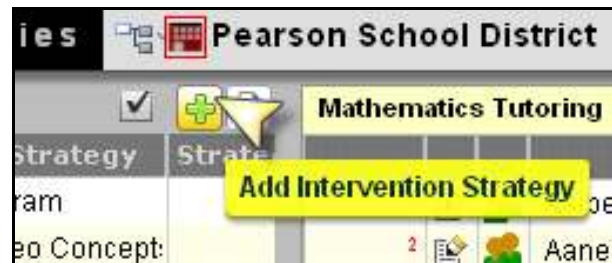 ies Pearson School District
Mathematics Tutoring
Strategy Strate
Add Intervention Strategy
ram
eo Concept:
2 Aane